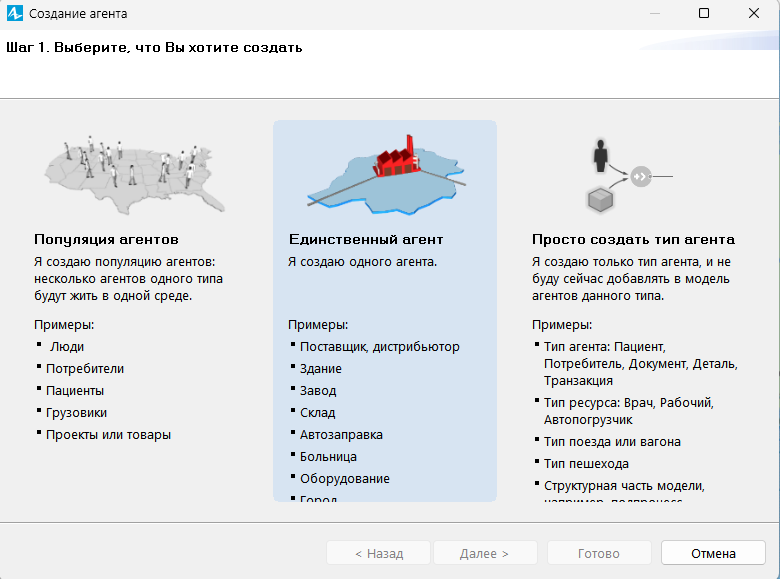 Создание агента
Шаг 1. Выберите, что Вы хотите создать
Популяция агентов
Я создаю популяцию агентов:
несколько агентов одного типа
будут жить в одной среде.
Примеры:
Люди
Потребители
Пациенты
Грузовики
Проекты или товары
Единственный агент
Я создаю одного агента.
Примеры:
Поставщик, дистрибьютор
Здание
Завод
Склад
Автозаправка
Больница
Оборудование
Город
Просто создать тип агента
Я создаю только тип агента, и не
буду сейчас добавлять в модель
агентов данного типа.
Примеры:
Тип агента: Пациент,
Потребитель, Документ, Деталь,
Транзакция
Тип ресурса: Врач, Рабочий,
Автопогрузчик
Тип поезда или вагона
Тип пешехода
Структурная часть модели,
например, подпроцесс
< Назад
Далее >
Готово
Отмена